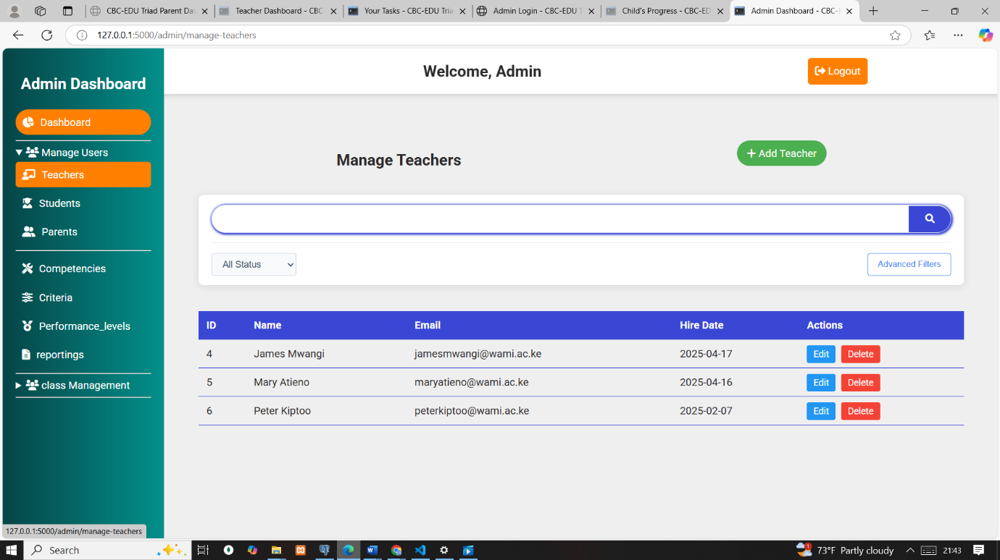 CBC-EDU Triad Parent Das
Teacher Dashboard - CBC
Your Tasks - CBC-EDU Tria
Admin Login - CBC-EDU T
Child's Progress - CBC-ED
Admin Dashboard - CBC-E
127.0.0.1:5000/admin/manage-teachers
Admin Dashboard
Welcome, Admin
Logout
Dashboard
Manage Users
Teachers
Students
Parents
Competencies
Criteria
Performance_levels
reportings
class Management
Manage Teachers
+ Add Teacher
All Status
Advanced Filters
ID Name Email Hire Date Actions
4 James Mwangi jamesmwangi@wami.ac.ke 2025-04-17 Edit Delete
5 Mary Atieno maryatieno@wami.ac.ke 2025-04-16 Edit Delete
6 Peter Kiptoo peterkiptoo@wami.ac.ke 2025-02-07 Edit Delete
127.0.0.1:5000/admin/manage-teachers
Search
1
73°F Partly cloudy
21:43